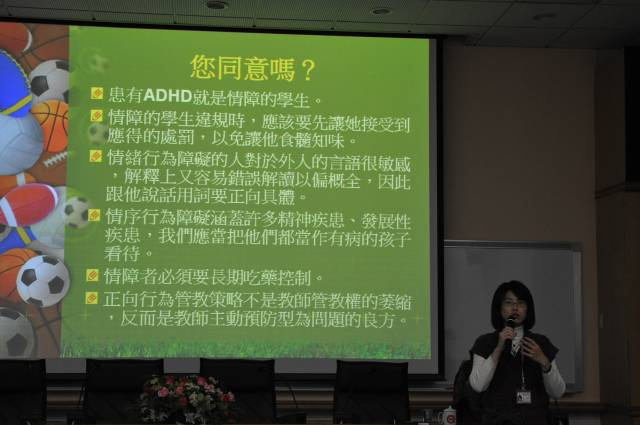 您同意嗎？
患有ADHD就是情障的學生。
情障的學生違規時，應該要先讓她接受到
應得的處罰，以免讓他食髓知味。
情緒行為障礙的人對於外人的言語很敏感
，解釋上又容易錯誤解讀以偏概全，因此
跟他說話用詞要正向具體。
情序行為障礙涵蓋許多精神疾患、發展性
疾患，我們應當把他們都當作有病的孩子
看待。
情障者必須要長期吃藥控制。
正向行為管教策略不是教師管教權的萎縮
，反而是教師主動預防型為問題的良方。